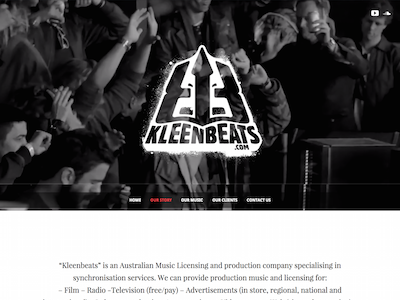 KLEENBEATS
.COM
HOME OUR STORY OUR MUSIC OUR CLIENTS CONTACT US
“Kleenbeats” is an Australian Music Licensing and production company specialising in
synchronisation services. We can provide production music and licensing for:
– Film – Radio –Television (free/pay) – Advertisements (in store, regional, national and